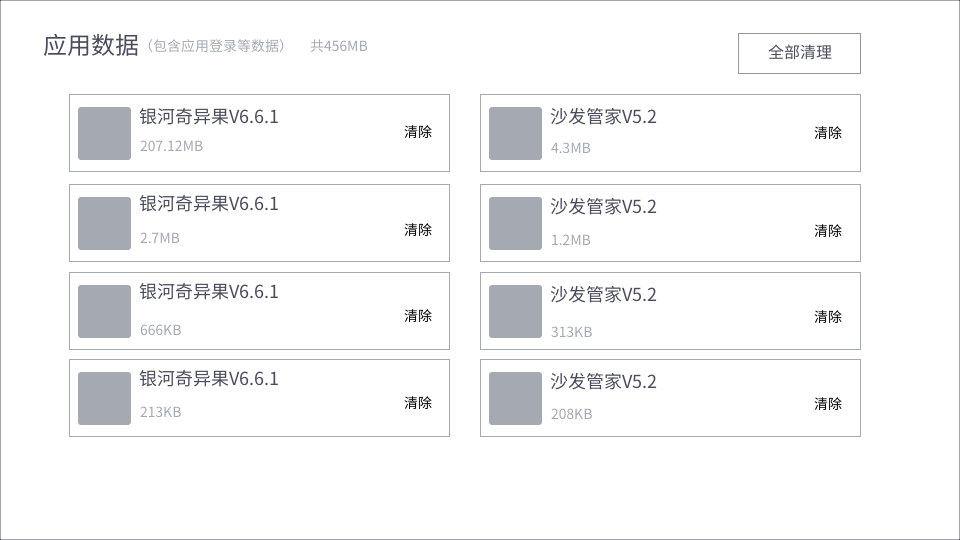 应用数据（包含应用登录等数据） 共456MB
全部清理
银河奇异果V6.6.1
207.12MB
清除
沙发管家V5.2
4.3MB
清除
银河奇异果V6.6.1
2.7MB
清除
沙发管家V5.2
1.2MB
清除
银河奇异果V6.6.1
666KB
清除
沙发管家V5.2
313KB
清除
银河奇异果V6.6.1
213KB
清除
沙发管家V5.2
208KB
清除